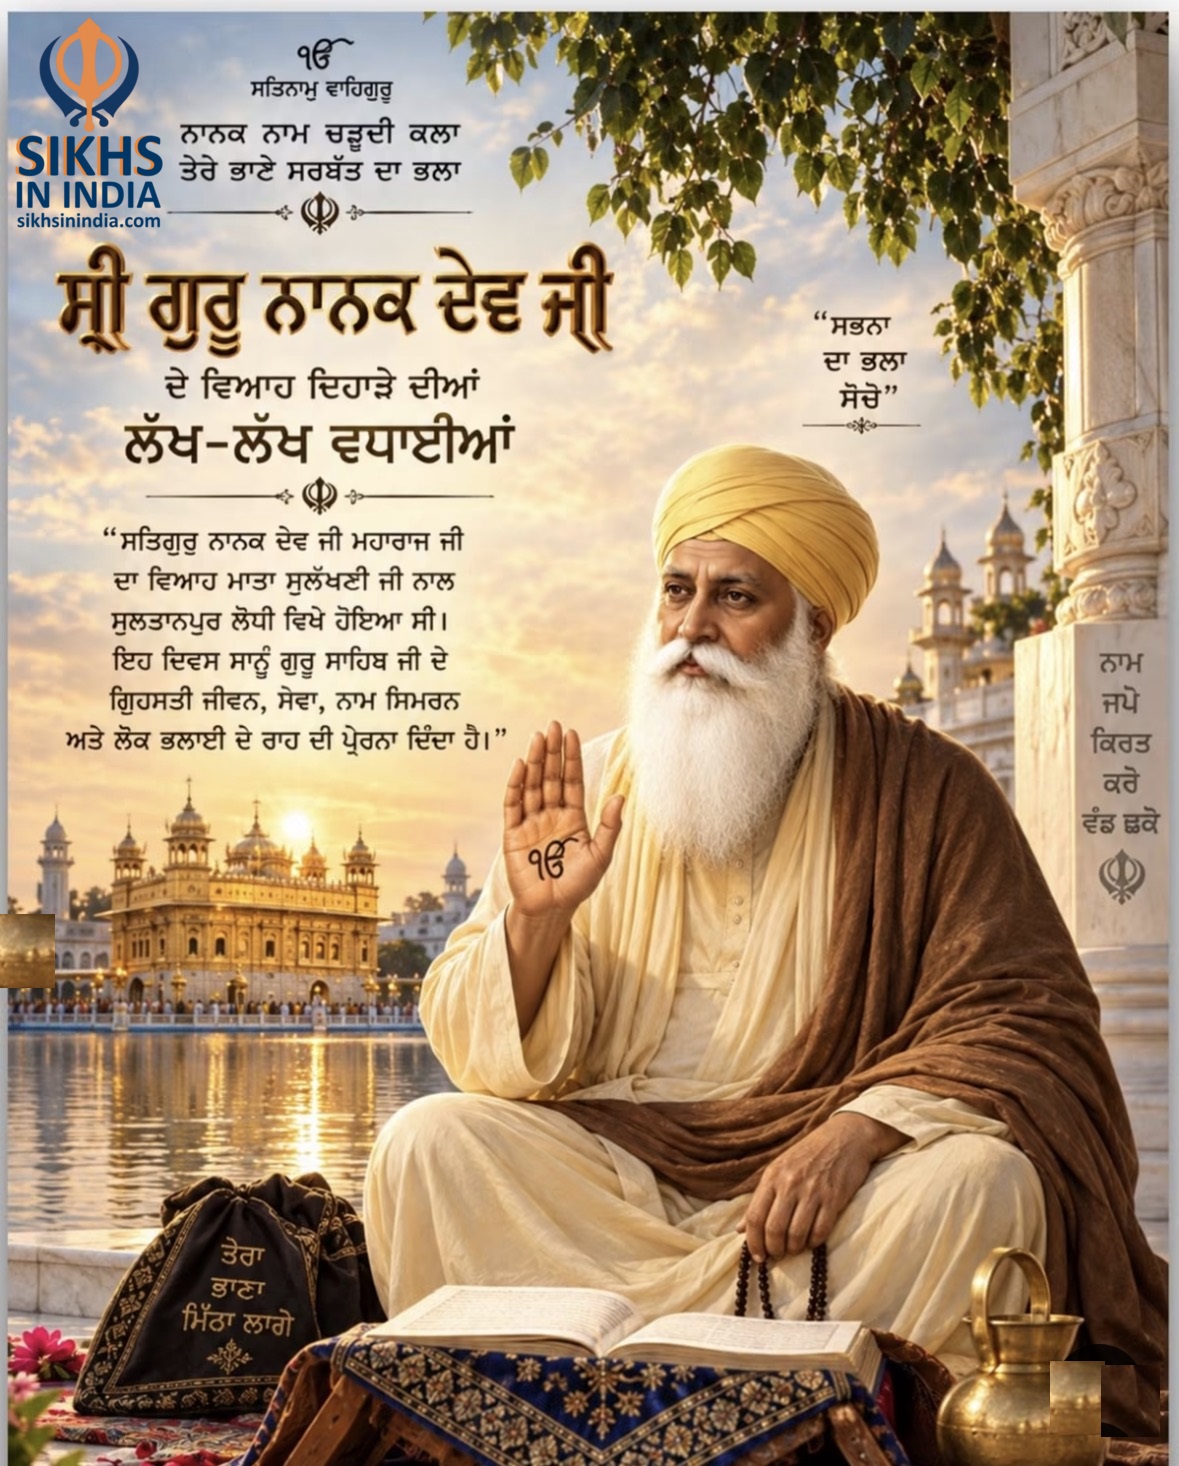 SIKHS
IN INDIA
sikhsinindia.com
ੴ
ਸਤਿਨਾਮੁ ਵਾਹਿਗੁਰੂ
ਨਾਨਕ ਨਾਮ ਚੜ੍ਹਦੀ ਕਲਾ
ਤੇਰੇ ਭਾਣੇ ਸਰਬੱਤ ਦਾ ਭਲਾ
ਸ੍ਰੀ ਗੁਰੂ ਨਾਨਕ ਦੇਵ ਜੀ
ਦੇ ਵਿਆਹ ਦਿਹਾੜੇ ਦੀਆਂ
ਲੱਖ-ਲੱਖ ਵਧਾਈਆਂ
“ਸਤਿਗੁਰੁ ਨਾਨਕ ਦੇਵ ਜੀ ਮਹਾਰਾਜ ਜੀ
ਦਾ ਵਿਆਹ ਮਾਤਾ ਸੁਲੱਖਣੀ ਜੀ ਨਾਲ
ਸੁਲਤਾਨਪੁਰ ਲੋਧੀ ਵਿਖੇ ਹੋਇਆ ਸੀ।
ਇਹ ਦਿਵਸ ਸਾਨੂੰ ਗੁਰੂ ਸਾਹਿਬ ਜੀ ਦੇ
ਗ੍ਰਿਹਸਤੀ ਜੀਵਨ, ਸੇਵਾ, ਨਾਮ ਸਿਮਰਨ
ਅਤੇ ਲੋਕ ਭਲਾਈ ਦੇ ਰਾਹ ਦੀ ਪ੍ਰੇਰਨਾ ਦਿੰਦਾ ਹੈ।”
“ਸਭਨਾ
ਦਾ ਭਲਾ
ਸੋਚੋ”
ਨਾਮ
ਜਪੋ
ਕਿਰਤ
ਕਰੋ
ਵੰਡ ਛਕੋ
ੴ
ਤੇਰਾ
ਭਾਣਾ
ਮਿੱਠਾ ਲਾਗੇ